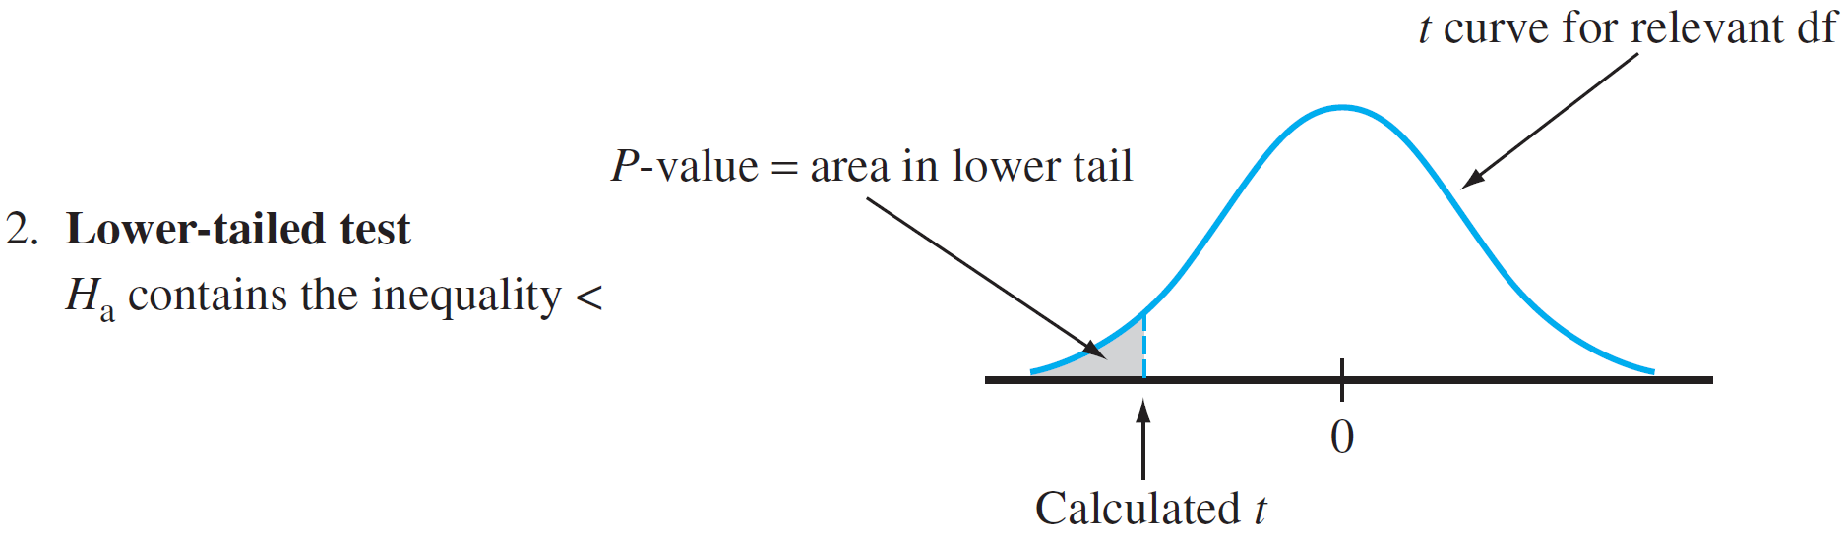 t curve for relevant df
P-value = area in lower tail
2. Lower-tailed test
Hₐ contains the inequality <
0
Calculated t